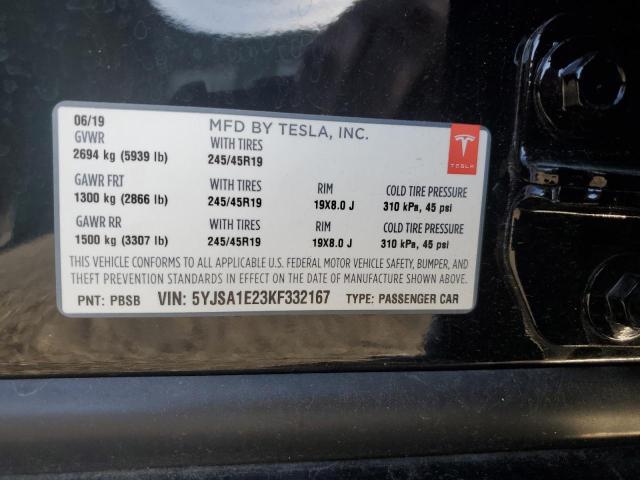 06/19 MFD BY TESLA, INC.
GVWR WITH TIRES
2694 kg (5939 lb) 245/45R19
TESLA
GAWR FRT WITH TIRES RIM COLD TIRE PRESSURE
1300 kg (2866 lb) 245/45R19 19X8.0 J 310 kPa, 45 psi
GAWR RR WITH TIRES RIM COLD TIRE PRESSURE
1500 kg (3307 lb) 245/45R19 19X8.0 J 310 kPa, 45 psi
THIS VEHICLE CONFORMS TO ALL APPLICABLE U.S. FEDERAL MOTOR VEHICLE SAFETY, BUMPER, AND
THEFT PREVENTION STANDARDS IN EFFECT ON THE DATE OF MANUFACTURE SHOWN ABOVE.
PNT: PBSB VIN: 5YJSA1E23KF332167 TYPE: PASSENGER CAR